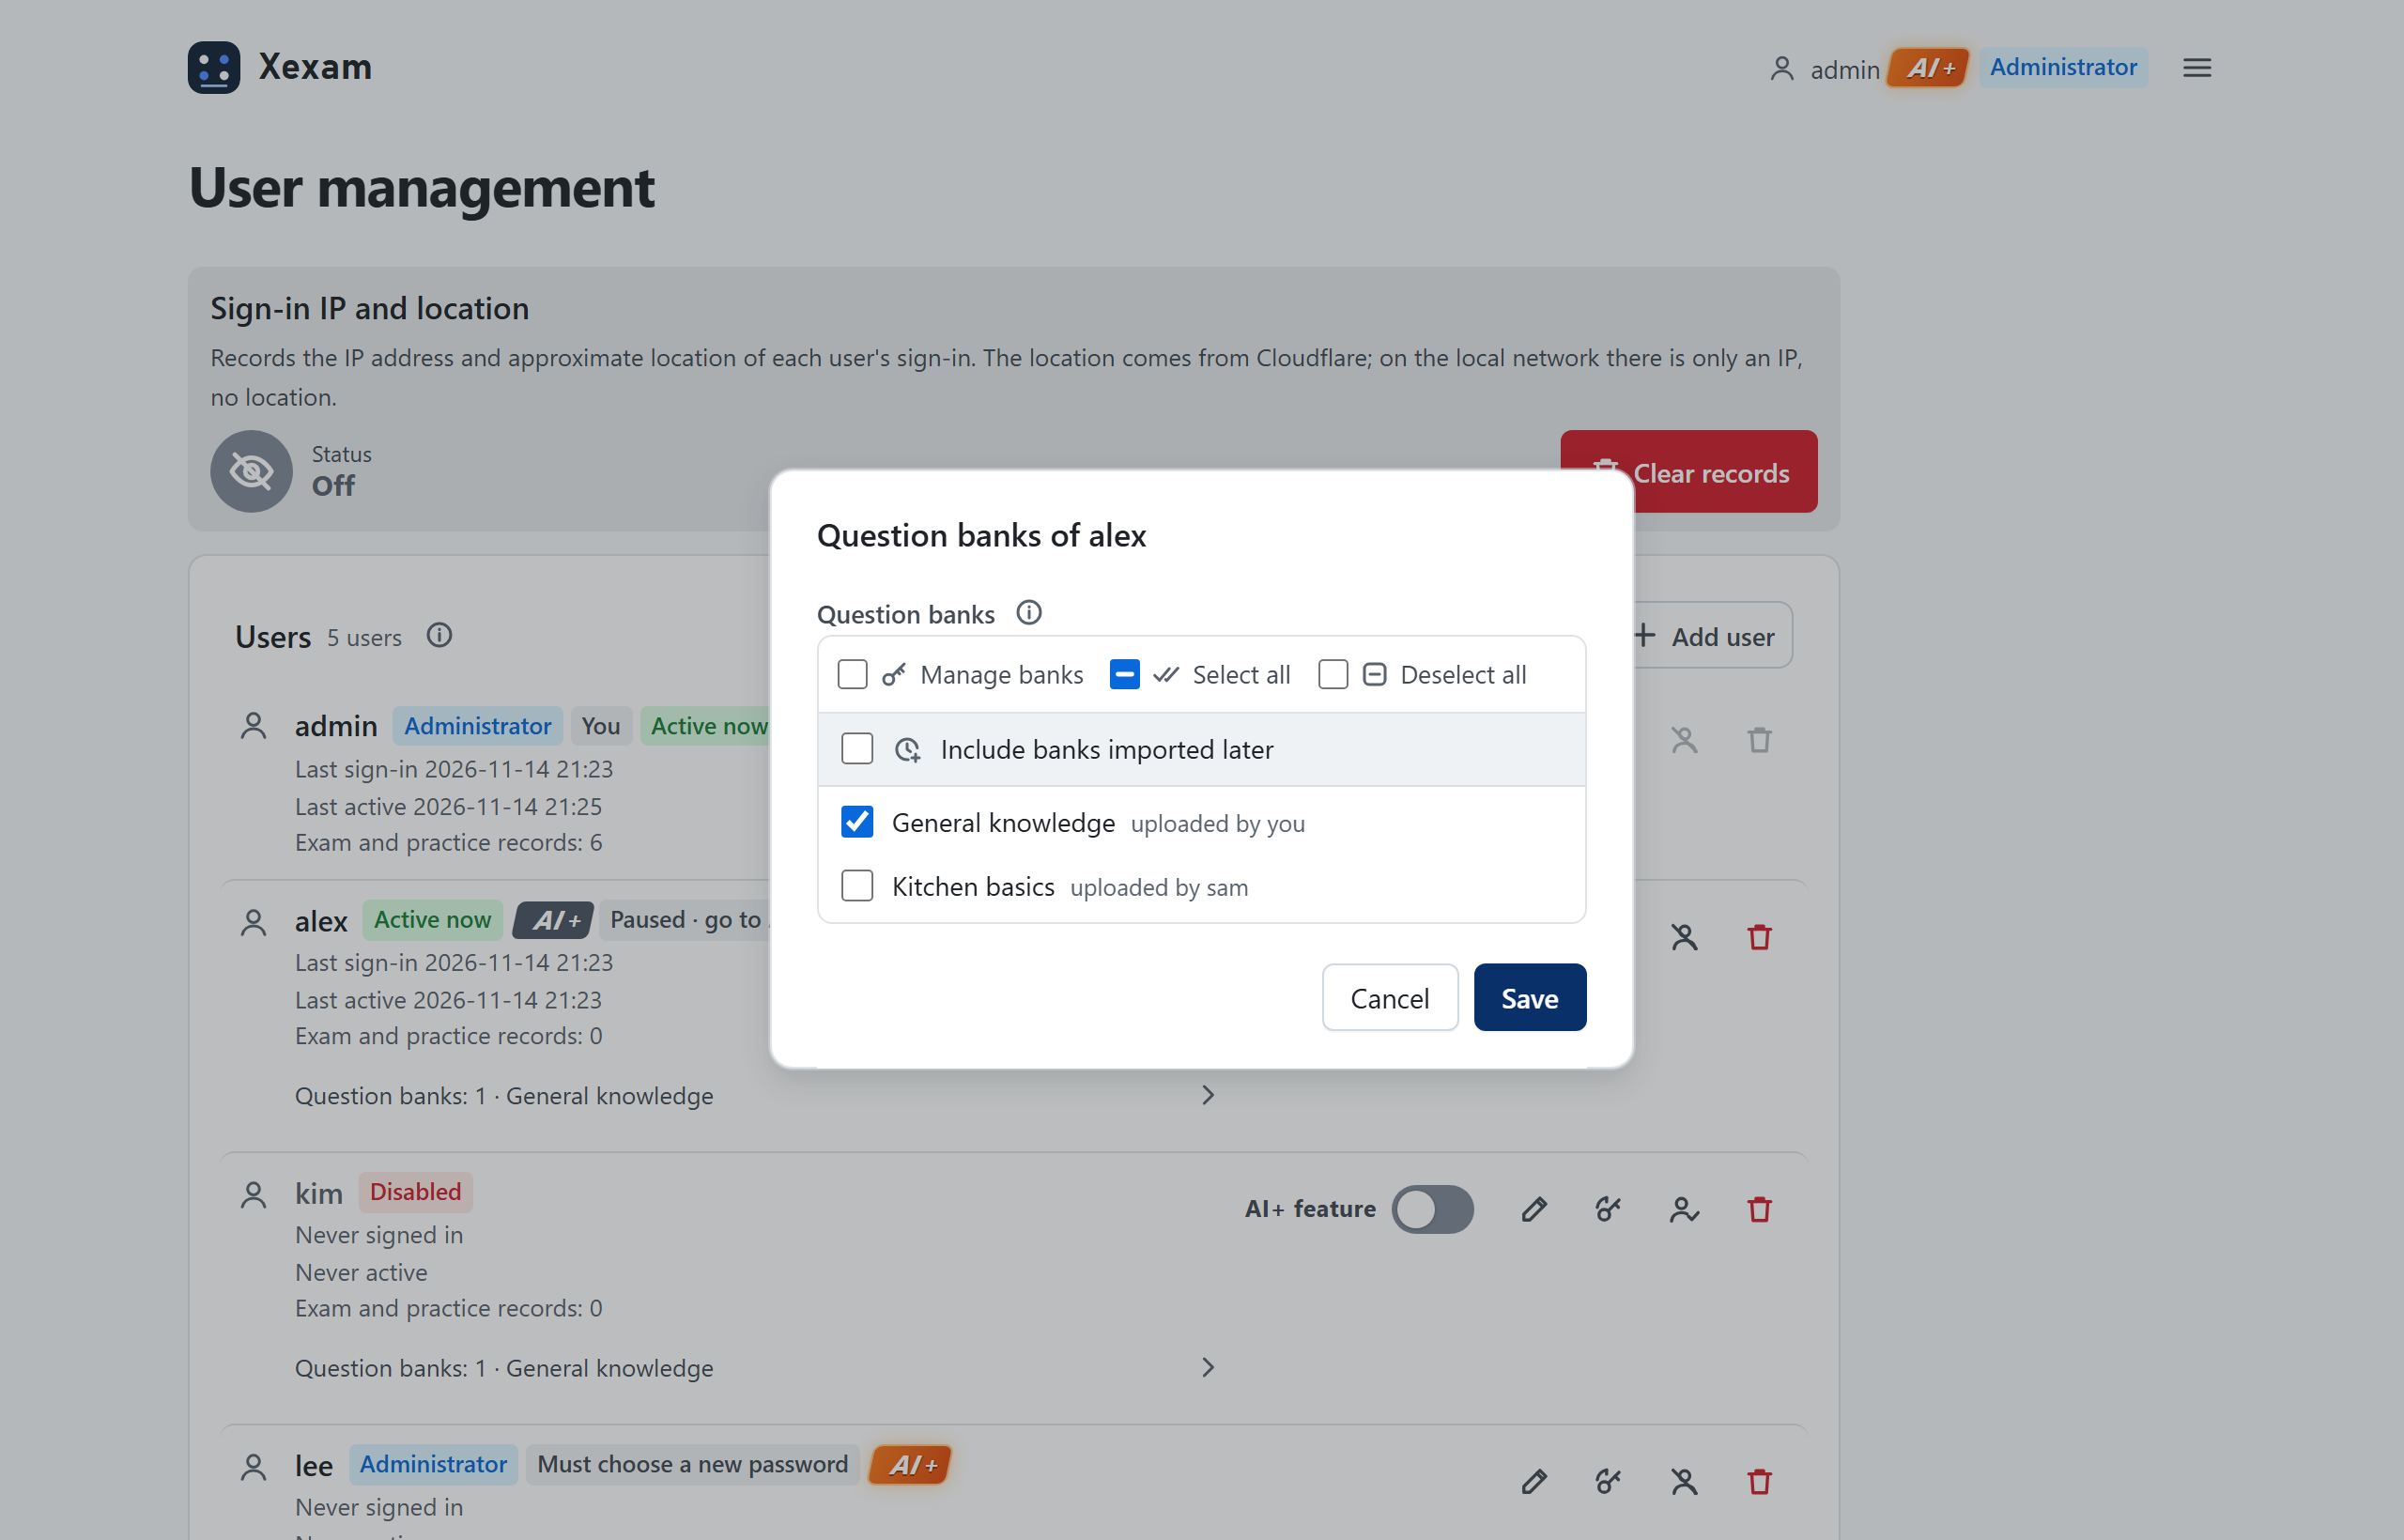 Xexam
admin AI+ Administrator
User management
Sign-in IP and location
Records the IP address and approximate location of each user's sign-in. The location comes from Cloudflare; on the local network there is only an IP,
no location.
Status
Off
Clear records
Question banks of alex
Question banks
Manage banks Select all Deselect all
Include banks imported later
General knowledge uploaded by you
Kitchen basics uploaded by sam
Cancel Save
Users 5 users
Add user
admin Administrator You Active now
Last sign-in 2026-11-14 21:23
Last active 2026-11-14 21:25
Exam and practice records: 6
alex Active now AI+ Paused · go to
Last sign-in 2026-11-14 21:23
Last active 2026-11-14 21:23
Exam and practice records: 0
Question banks: 1 · General knowledge
kim Disabled
AI+ feature
Never signed in
Never active
Exam and practice records: 0
Question banks: 1 · General knowledge
lee Administrator Must choose a new password AI+
Never signed in